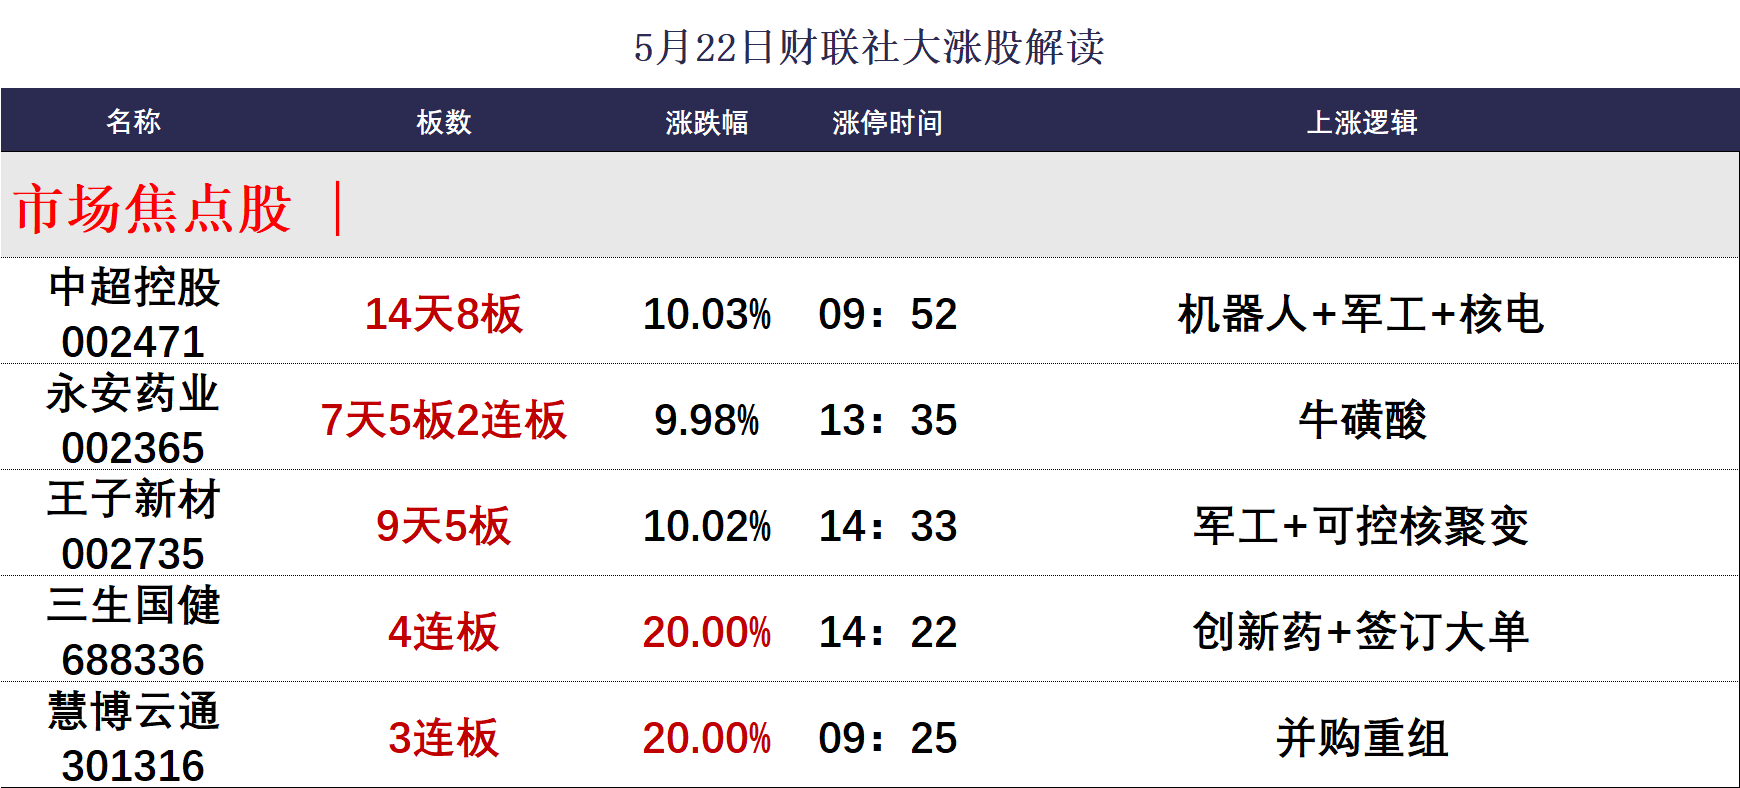 5月22日财联社大涨股解读
名称 板数 涨跌幅 涨停时间 上涨逻辑
市场焦点股 ｜
中超控股
002471 14天8板 10.03% 09：52 机器人+军工+核电
永安药业
002365 7天5板2连板 9.98% 13：35 牛磺酸
王子新材
002735 9天5板 10.02% 14：33 军工+可控核聚变
三生国健
688336 4连板 20.00% 14：22 创新药+签订大单
慧博云通
301316 3连板 20.00% 09：25 并购重组